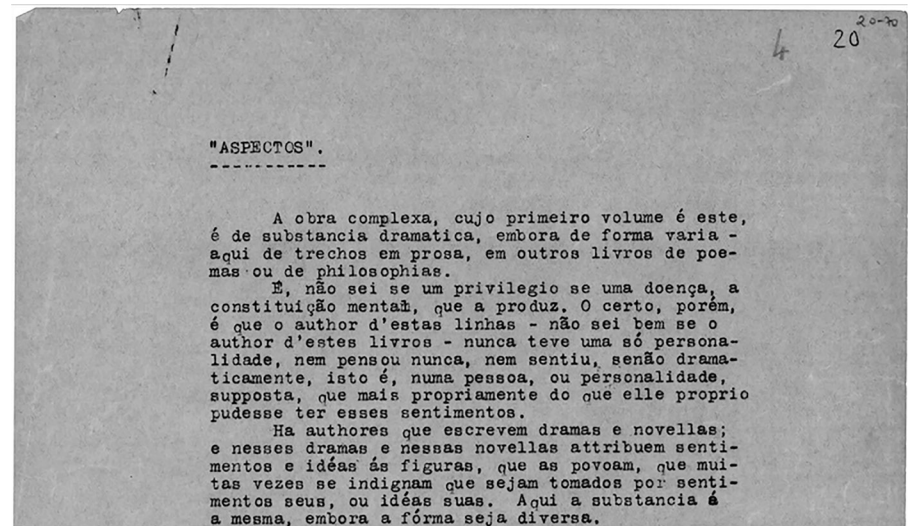 20-70
4
20
"ASPECTOS".
A obra complexa, cujo primeiro volume é este,
é de substancia dramatica, embora de forma varia -
aqui de trechos em prosa, em outros livros de poe-
mas ou de philosophias.
É, não sei se um privilegio se uma doença, a
constituição mental, que a produz. O certo, porém,
é que o author d'estas linhas - não sei bem se o
author d'estes livros - nunca teve uma só persona-
lidade, nem pensou nunca, nem sentiu, senão drama-
ticamente, isto é, numa pessoa, ou personalidade,
supposta, que mais propriamente do que elle proprio
pudesse ter esses sentimentos.
Ha authores que escrevem dramas e novellas;
e nesses dramas e nessas novellas attribuem senti-
mentos e idéas ás figuras, que as povoam, que mui-
tas vezes se indignam que sejam tomados por senti-
mentos seus, ou idéas suas. Aqui a substancia é
a mesma, embora a fórma seja diversa.